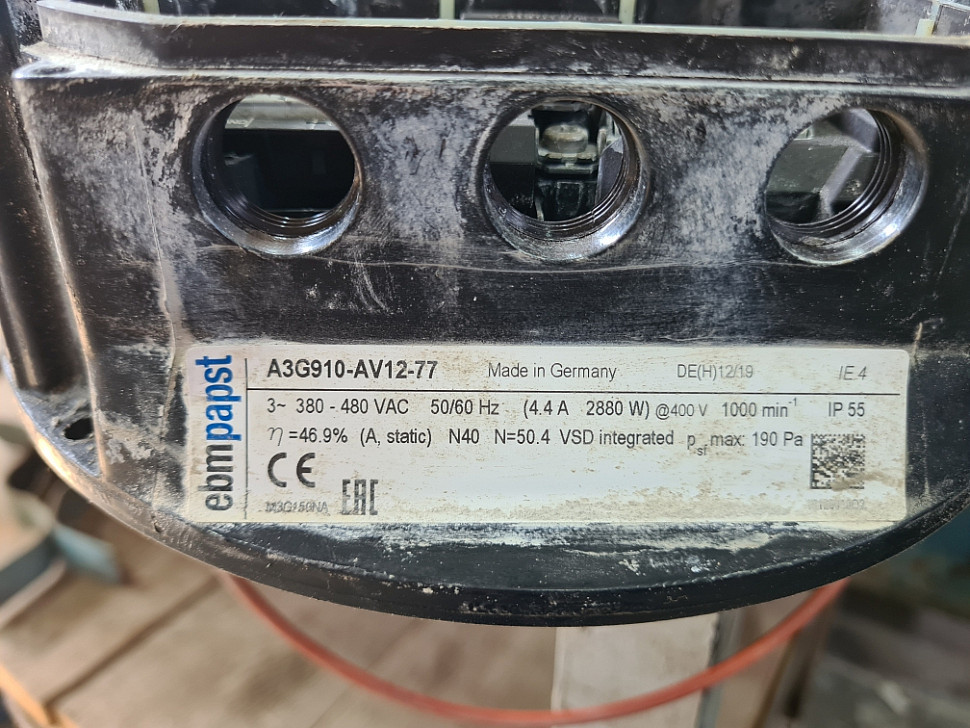 ebmpapst
A3G910-AV12-77 Made in Germany DE(H)12/19 IE4
3~ 380 - 480 VAC 50/60 Hz (4.4 A 2880 W) @400 V 1000 min⁻¹ IP 55
η =46.9% (A, static) N40 N=50.4 VSD integrated p_sf max: 190 Pa
CE
M3G150NA EAC